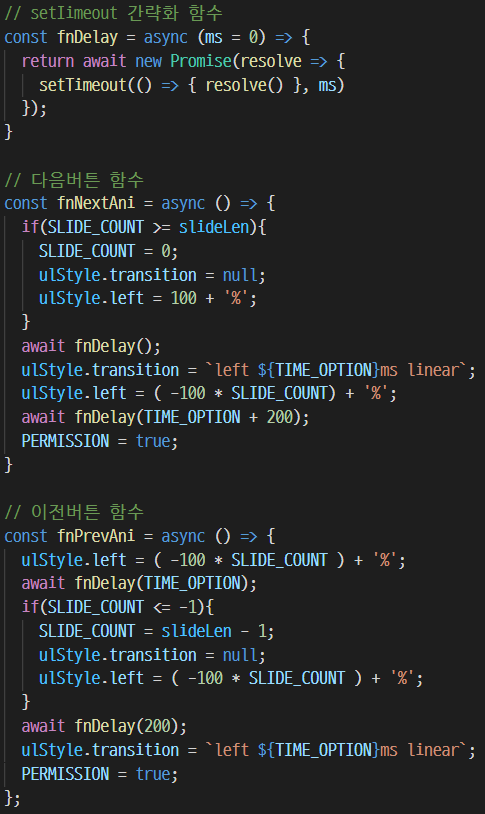 // setTimeout 간략화 함수
const fnDelay = async (ms = 0) => {
  return await new Promise(resolve => {
    setTimeout(() => { resolve() }, ms)
  });
}

// 다음버튼 함수
const fnNextAni = async () => {
  if(SLIDE_COUNT >= slideLen){
    SLIDE_COUNT = 0;
    ulStyle.transition = null;
    ulStyle.left = 100 + '%';
  }
  await fnDelay();
  ulStyle.transition = `left ${TIME_OPTION}ms linear`;
  ulStyle.left = ( -100 * SLIDE_COUNT) + '%';
  await fnDelay(TIME_OPTION + 200);
  PERMISSION = true;
}

// 이전버튼 함수
const fnPrevAni = async () => {
  ulStyle.left = ( -100 * SLIDE_COUNT ) + '%';
  await fnDelay(TIME_OPTION);
  if(SLIDE_COUNT <= -1){
    SLIDE_COUNT = slideLen - 1;
    ulStyle.transition = null;
    ulStyle.left = ( -100 * SLIDE_COUNT ) + '%';
  }
  await fnDelay(200);
  ulStyle.transition = `left ${TIME_OPTION}ms linear`;
  PERMISSION = true;
};